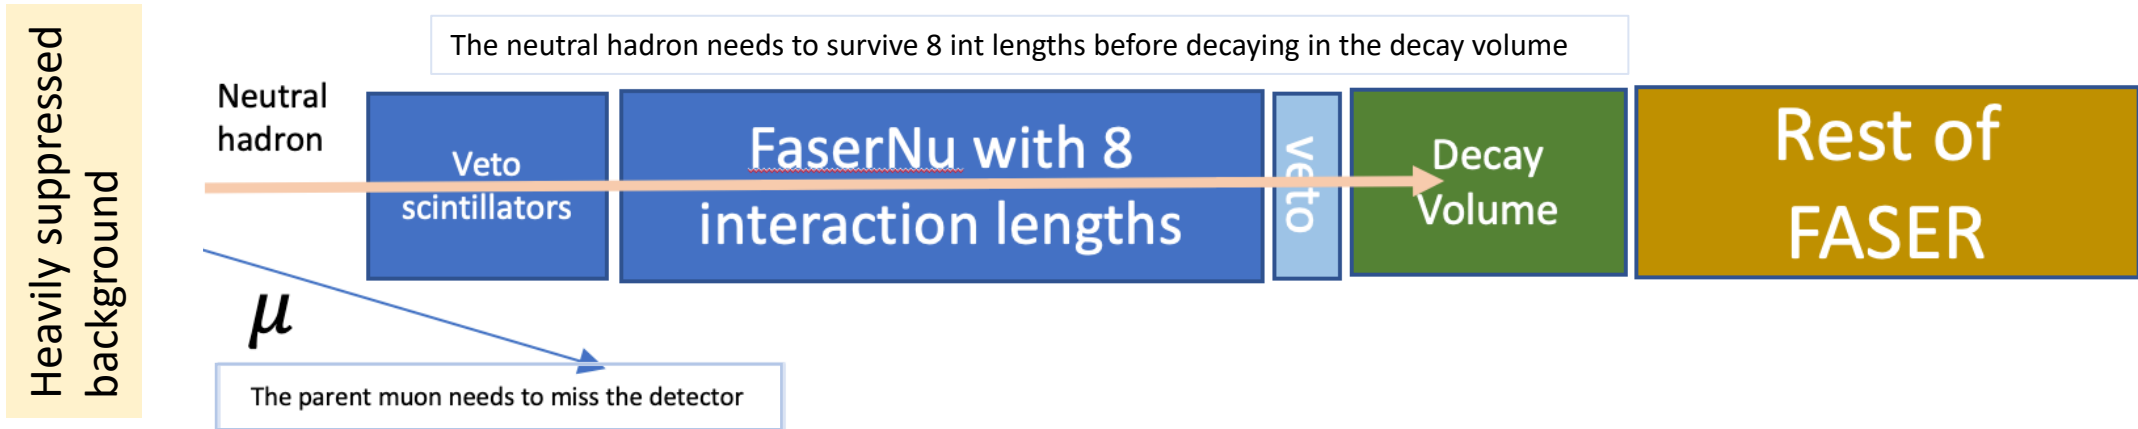 Heavily suppressed
background
The neutral hadron needs to survive 8 int lengths before decaying in the decay volume
Neutral
hadron
Veto
scintillators
FaserNu with 8
interaction lengths
veto
Decay
Volume
Rest of
FASER
μ
The parent muon needs to miss the detector